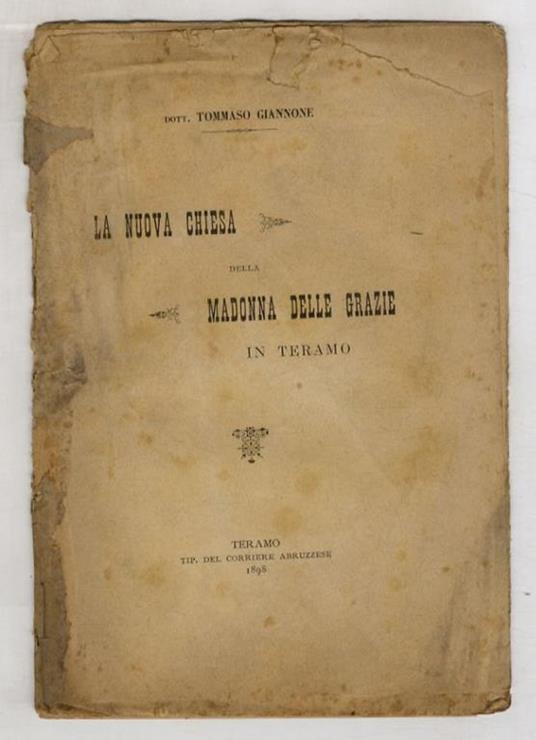 DOTT. TOMMASO GIANNONE
LA NUOVA CHIESA
DELLA
MADONNA DELLE GRAZIE
IN TERAMO
TERAMO
TIP. DEL CORRIERE ABRUZZESE
1898